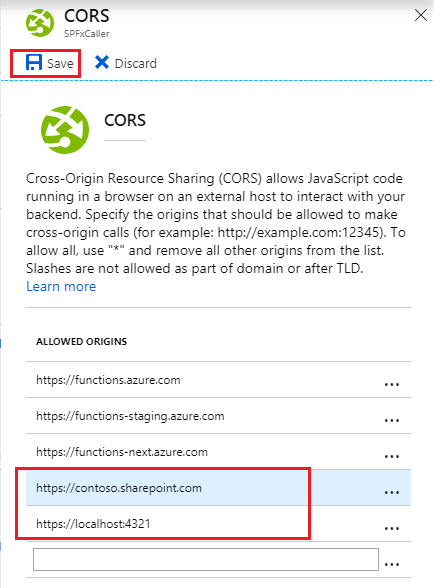 CORS
SPFxCaller
Save Discard
CORS
Cross-Origin Resource Sharing (CORS) allows JavaScript code
running in a browser on an external host to interact with your
backend. Specify the origins that should be allowed to make
cross-origin calls (for example: http://example.com:12345). To
allow all, use "*" and remove all other origins from the list.
Slashes are not allowed as part of domain or after TLD.
Learn more
ALLOWED ORIGINS
https://functions.azure.com ...
https://functions-staging.azure.com ...
https://functions-next.azure.com ...
https://contoso.sharepoint.com ...
https://localhost:4321 ...
...